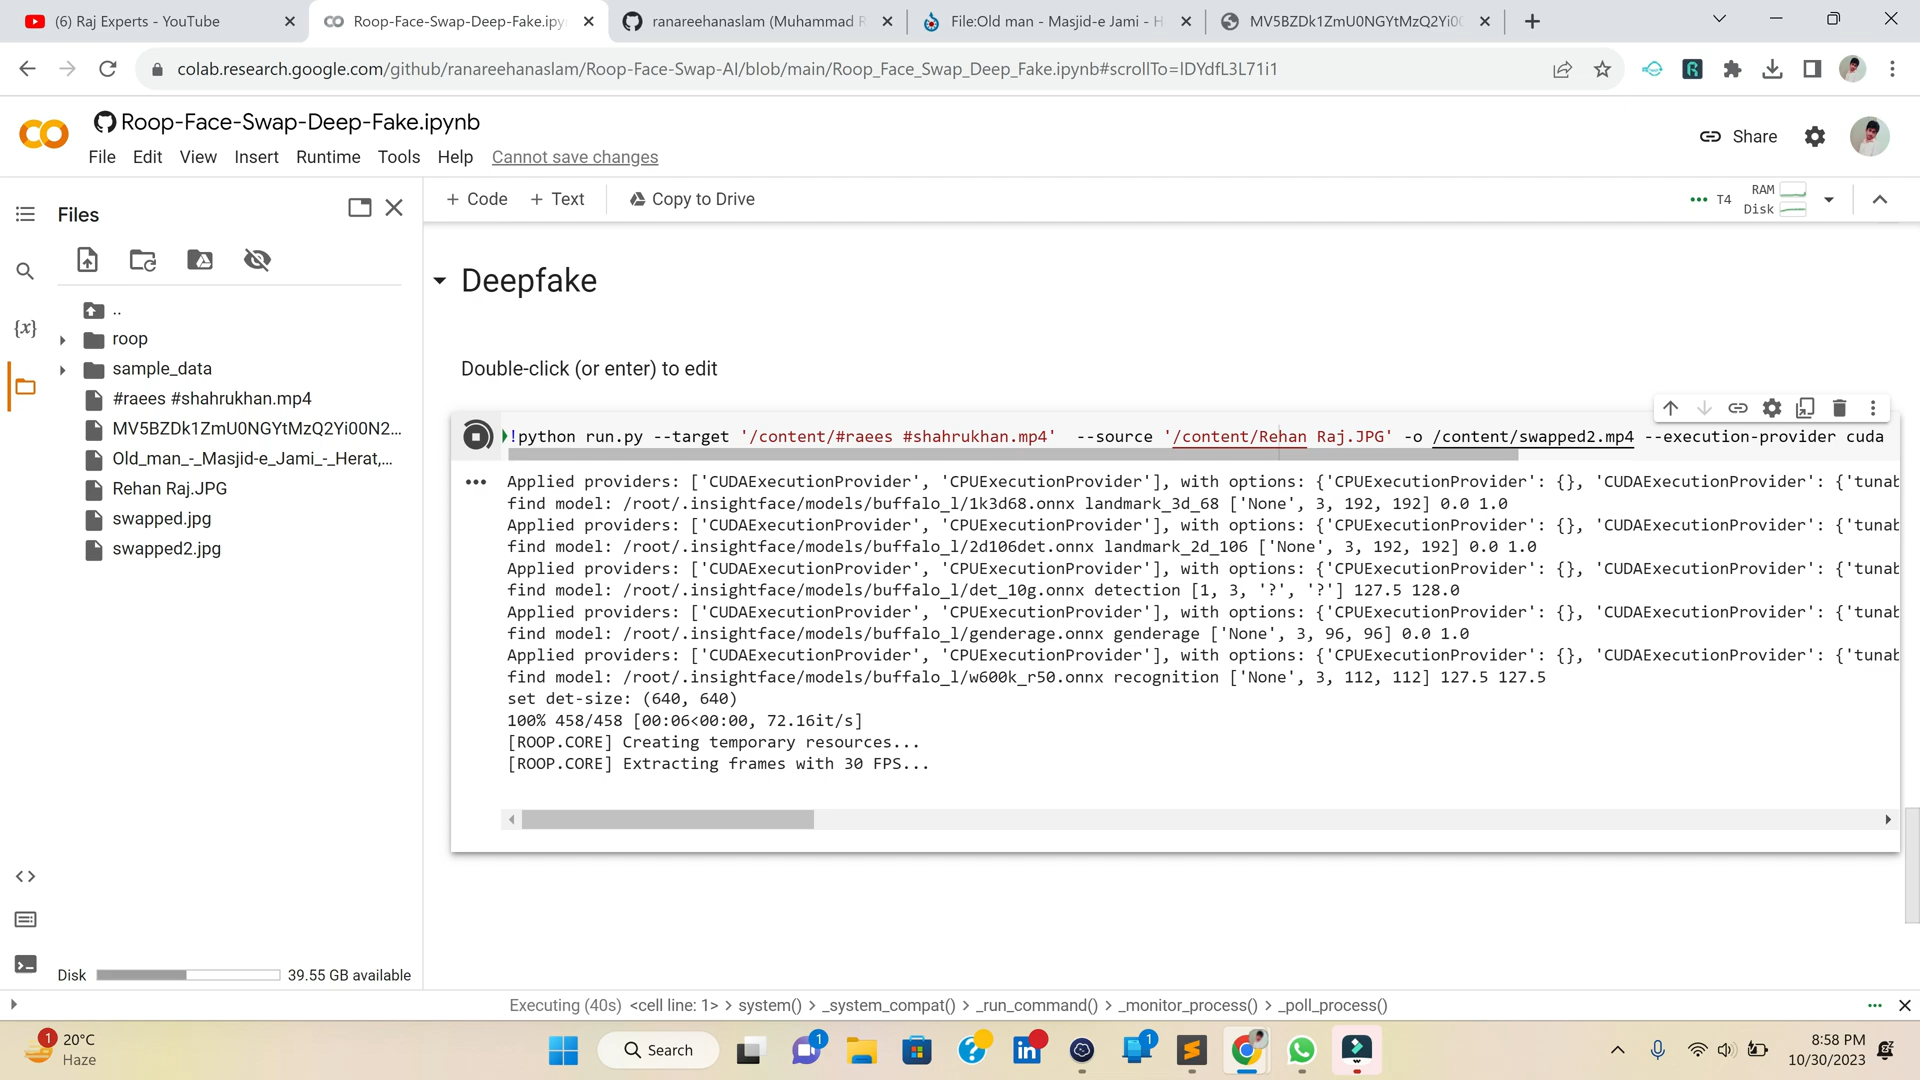 (6) Raj Experts - YouTube
Roop-Face-Swap-Deep-Fake.ipyn
ranareehanaslam (Muhammad R
File:Old man - Masjid-e Jami - H
MV5BZDk1ZmU0NGYtMzQ2Yi00
colab.research.google.com/github/ranareehanaslam/Roop-Face-Swap-AI/blob/main/Roop_Face_Swap_Deep_Fake.ipynb#scrollTo=lDYdfL3L71i1
Roop-Face-Swap-Deep-Fake.ipynb
File Edit View Insert Runtime Tools Help Cannot save changes
Share
Files
+ Code + Text Copy to Drive
T4 RAM
Disk
{x}
..
roop
sample_data
#raees #shahrukhan.mp4
MV5BZDk1ZmU0NGYtMzQ2Yi00N2...
Old_man_-_Masjid-e_Jami_-_Herat,...
Rehan Raj.JPG
swapped.jpg
swapped2.jpg
Disk 39.55 GB available
Deepfake
Double-click (or enter) to edit
!python run.py --target '/content/#raees #shahrukhan.mp4' --source '/content/Rehan Raj.JPG' -o /content/swapped2.mp4 --execution-provider cuda
Applied providers: ['CUDAExecutionProvider', 'CPUExecutionProvider'], with options: {'CPUExecutionProvider': {}, 'CUDAExecutionProvider': {'tunab
find model: /root/.insightface/models/buffalo_l/1k3d68.onnx landmark_3d_68 ['None', 3, 192, 192] 0.0 1.0
Applied providers: ['CUDAExecutionProvider', 'CPUExecutionProvider'], with options: {'CPUExecutionProvider': {}, 'CUDAExecutionProvider': {'tunab
find model: /root/.insightface/models/buffalo_l/2d106det.onnx landmark_2d_106 ['None', 3, 192, 192] 0.0 1.0
Applied providers: ['CUDAExecutionProvider', 'CPUExecutionProvider'], with options: {'CPUExecutionProvider': {}, 'CUDAExecutionProvider': {'tunab
find model: /root/.insightface/models/buffalo_l/det_10g.onnx detection [1, 3, '?', '?'] 127.5 128.0
Applied providers: ['CUDAExecutionProvider', 'CPUExecutionProvider'], with options: {'CPUExecutionProvider': {}, 'CUDAExecutionProvider': {'tunab
find model: /root/.insightface/models/buffalo_l/genderage.onnx genderage ['None', 3, 96, 96] 0.0 1.0
Applied providers: ['CUDAExecutionProvider', 'CPUExecutionProvider'], with options: {'CPUExecutionProvider': {}, 'CUDAExecutionProvider': {'tunab
find model: /root/.insightface/models/buffalo_l/w600k_r50.onnx recognition ['None', 3, 112, 112] 127.5 127.5
set det-size: (640, 640)
100% 458/458 [00:06<00:00, 72.16it/s]
[ROOP.CORE] Creating temporary resources...
[ROOP.CORE] Extracting frames with 30 FPS...
Executing (40s) <cell line: 1> > system() > _system_compat() > _run_command() > _monitor_process() > _poll_process()
1
20°C
Haze
Search
1
1
8:58 PM
10/30/2023